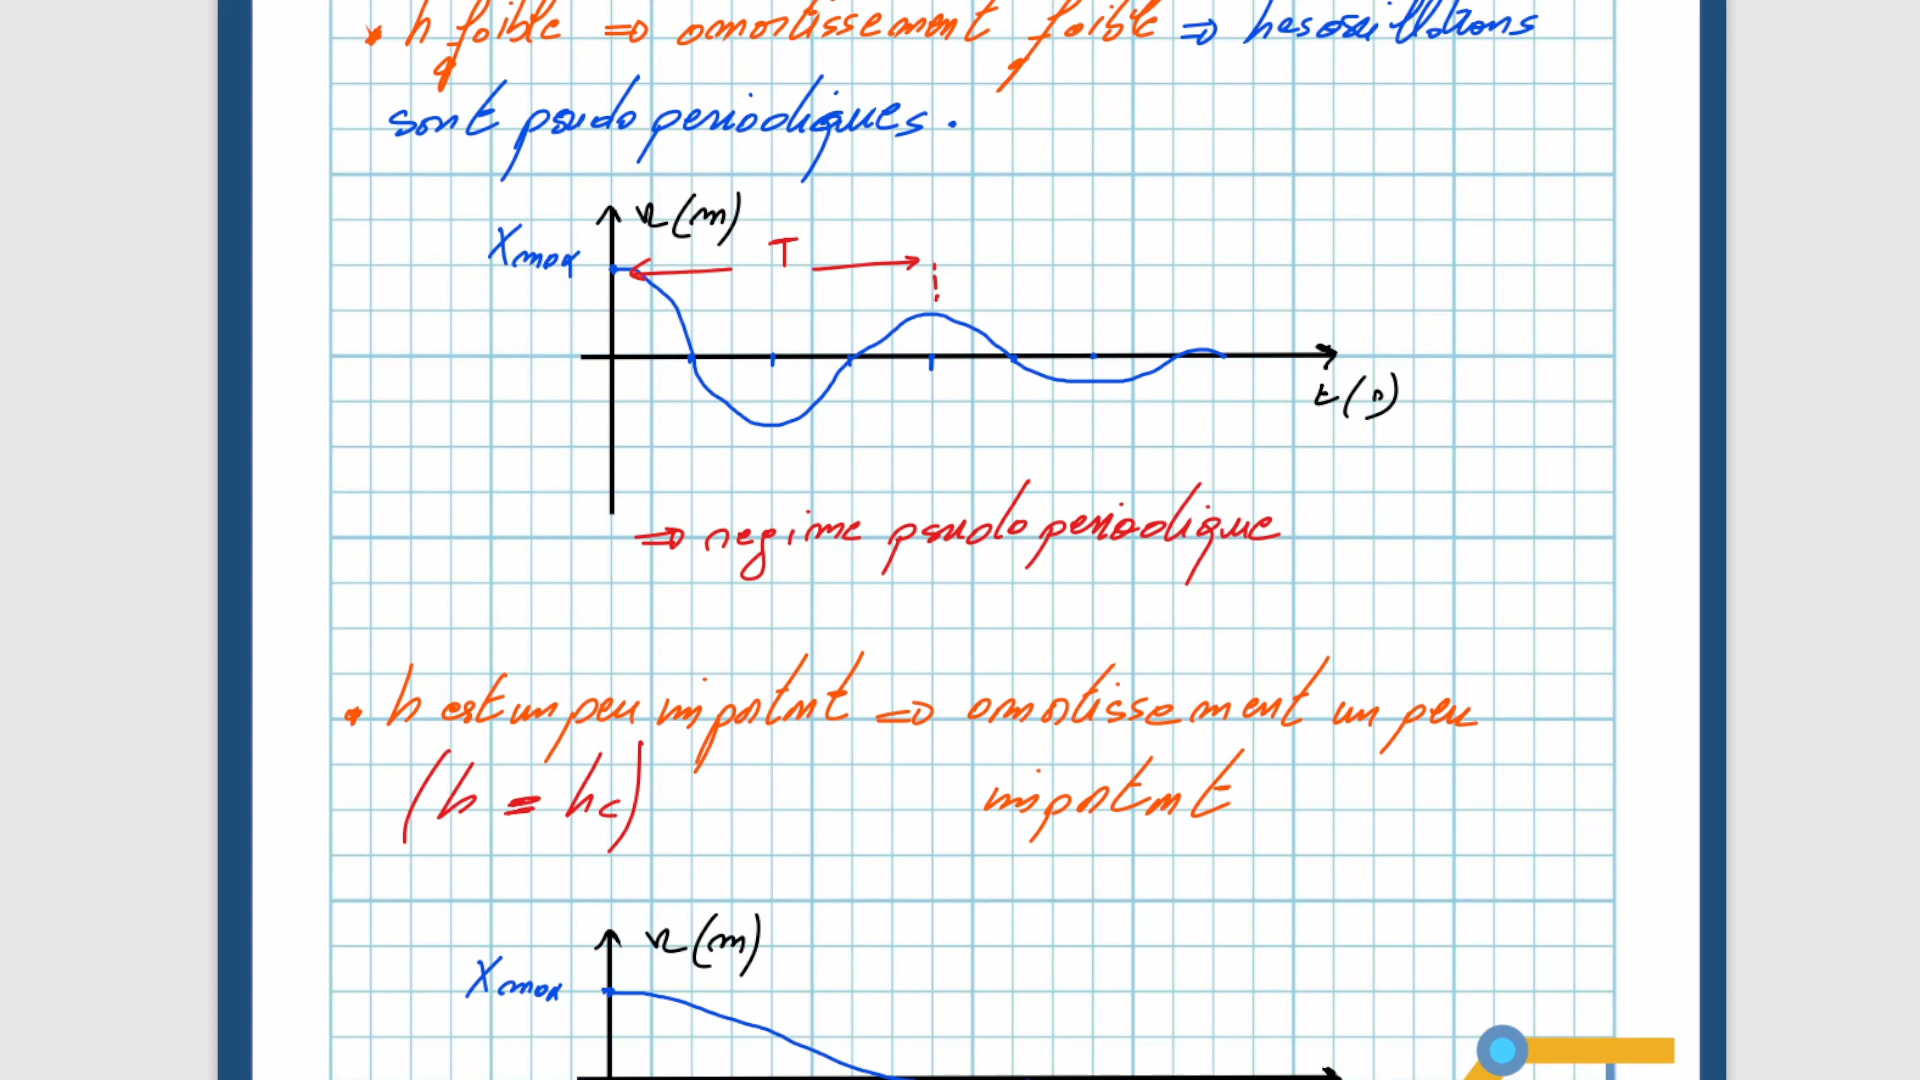 * h faible => amortissement faible => les oscillations
sont pseudo periodiques.
x(m)
Xmax
T
t(s)
=> regime pseudo periodique
* h est un peu important => amortissement un peu
(h = hc) important
x(m)
Xmax